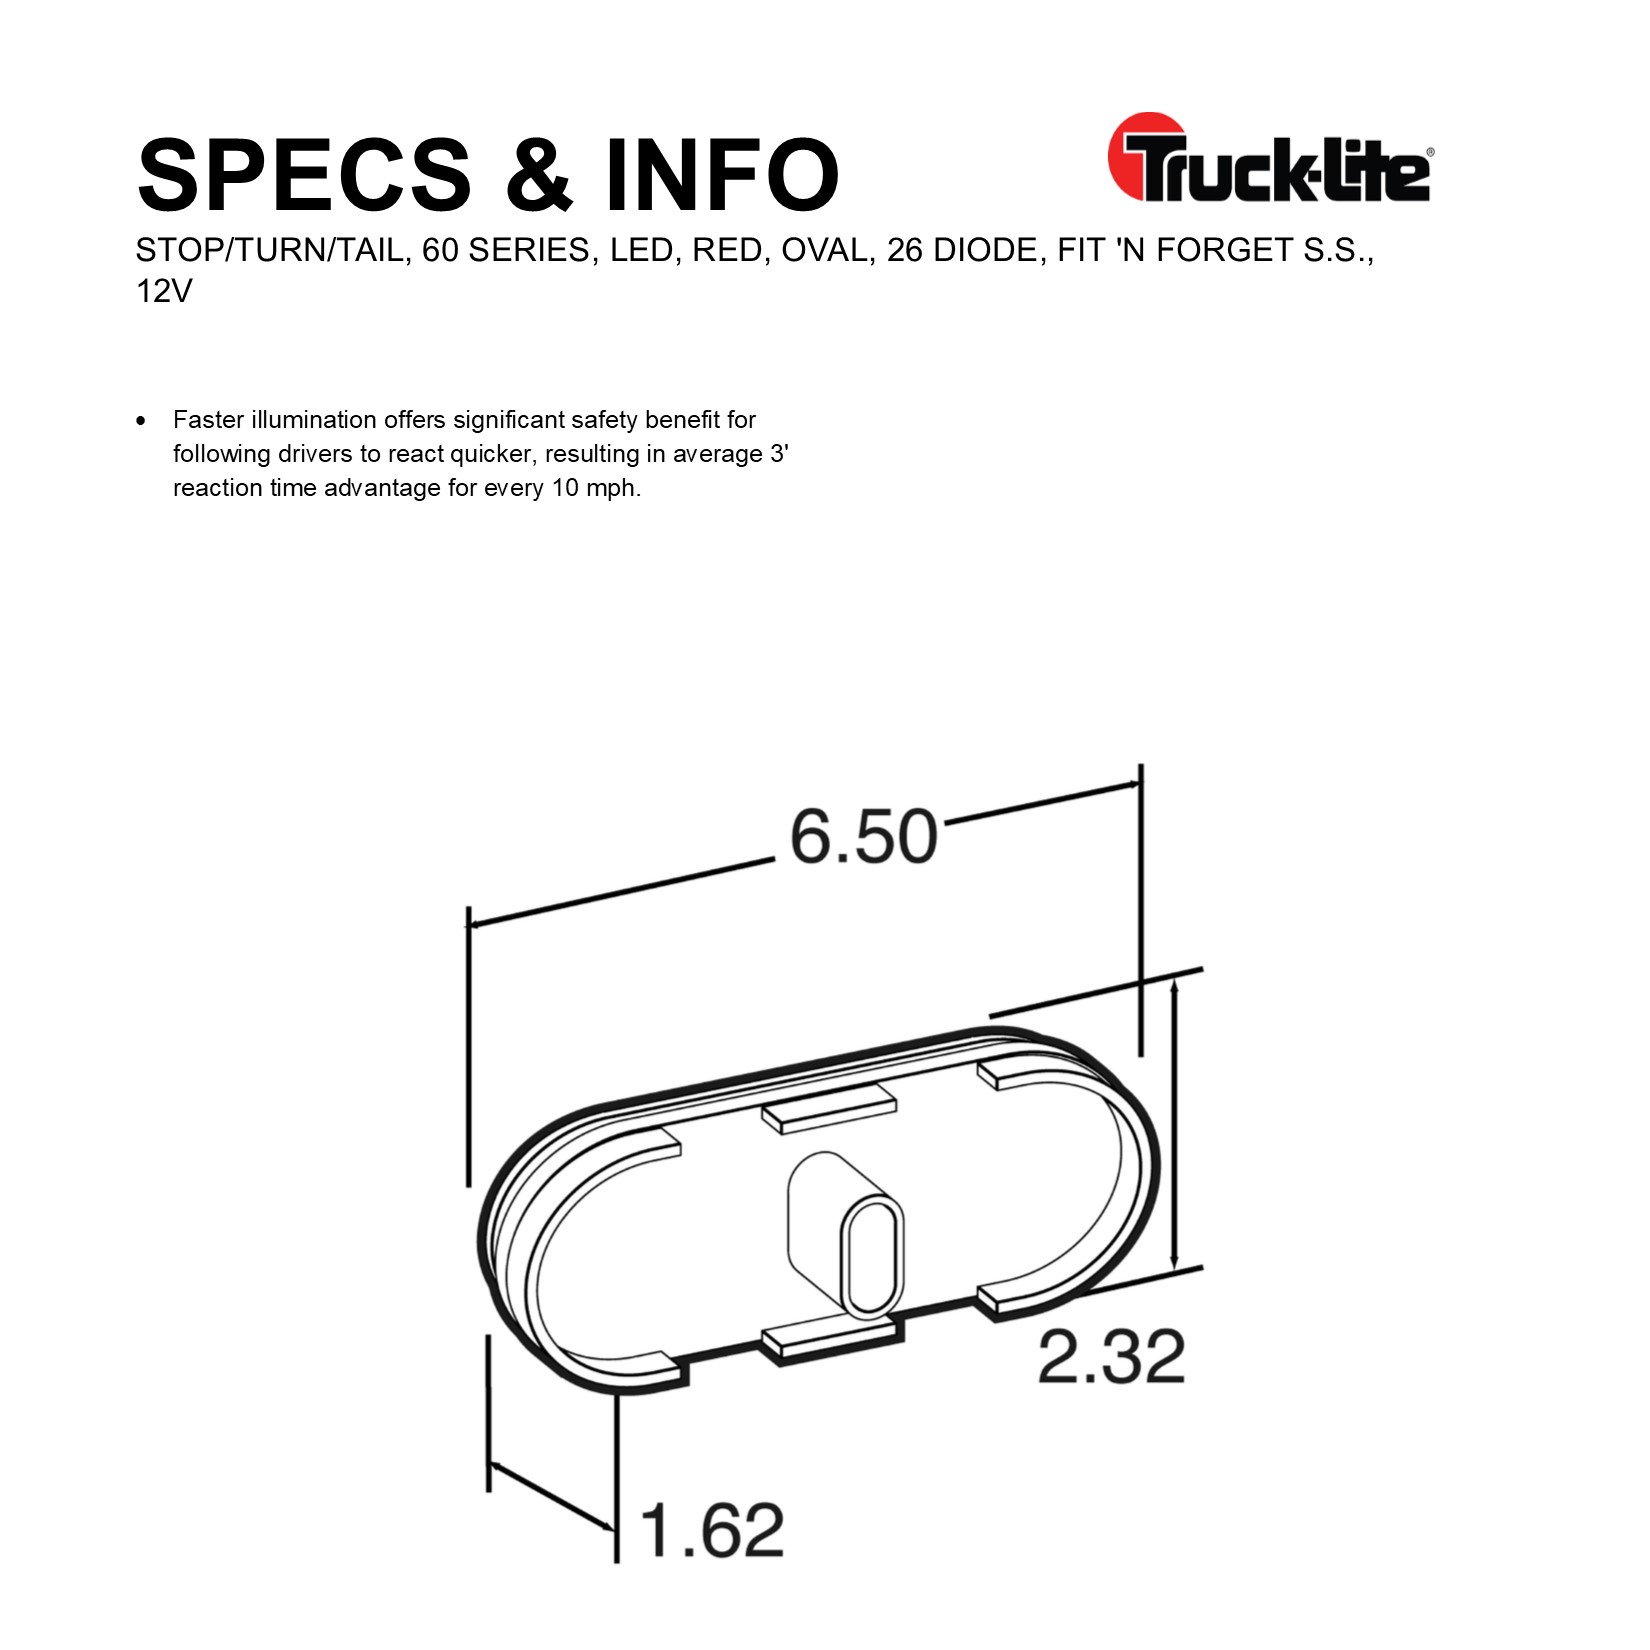 SPECS & INFO
Truck-Lite®
STOP/TURN/TAIL, 60 SERIES, LED, RED, OVAL, 26 DIODE, FIT 'N FORGET S.S.,
12V
• Faster illumination offers significant safety benefit for
following drivers to react quicker, resulting in average 3'
reaction time advantage for every 10 mph.
6.50
2.32
1.62